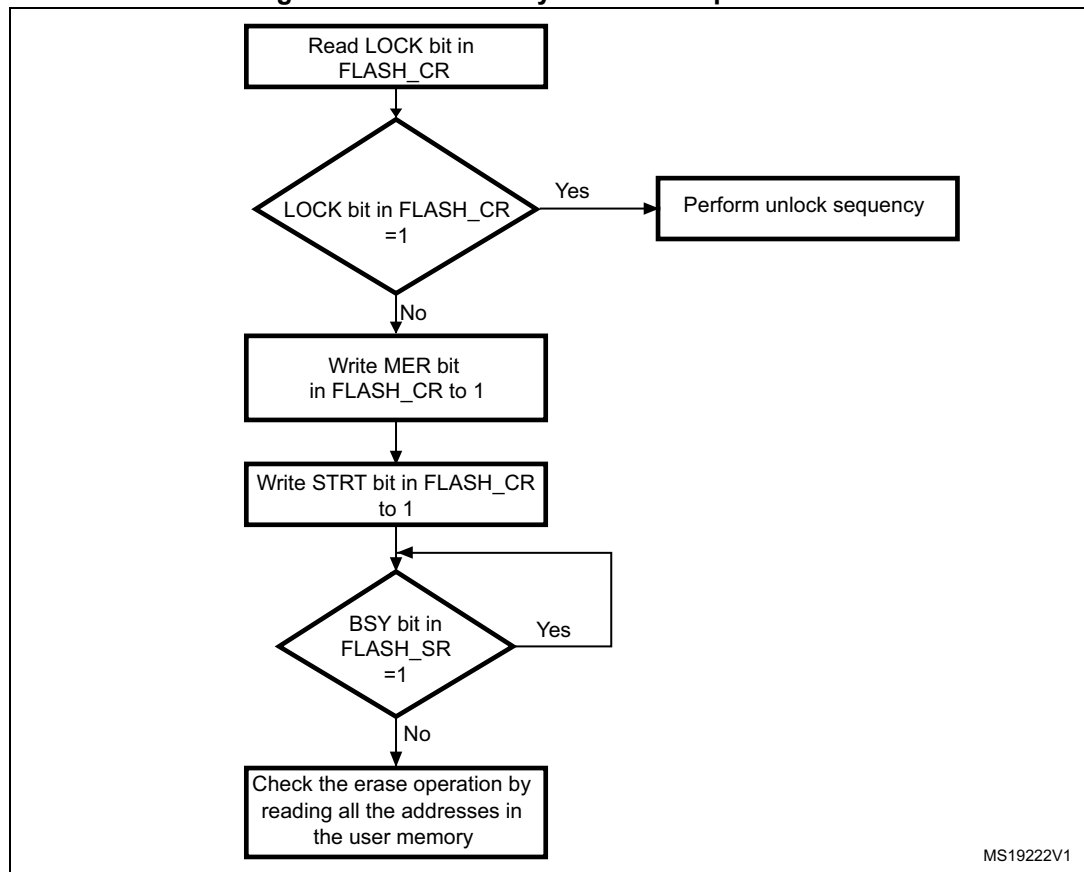 Read LOCK bit in
FLASH_CR
LOCK bit in FLASH_CR
=1
Yes
Perform unlock sequency
No
Write MER bit
in FLASH_CR to 1
Write STRT bit in FLASH_CR
to 1
BSY bit in
FLASH_SR
=1
Yes
No
Check the erase operation by
reading all the addresses in
the user memory
MS19222V1